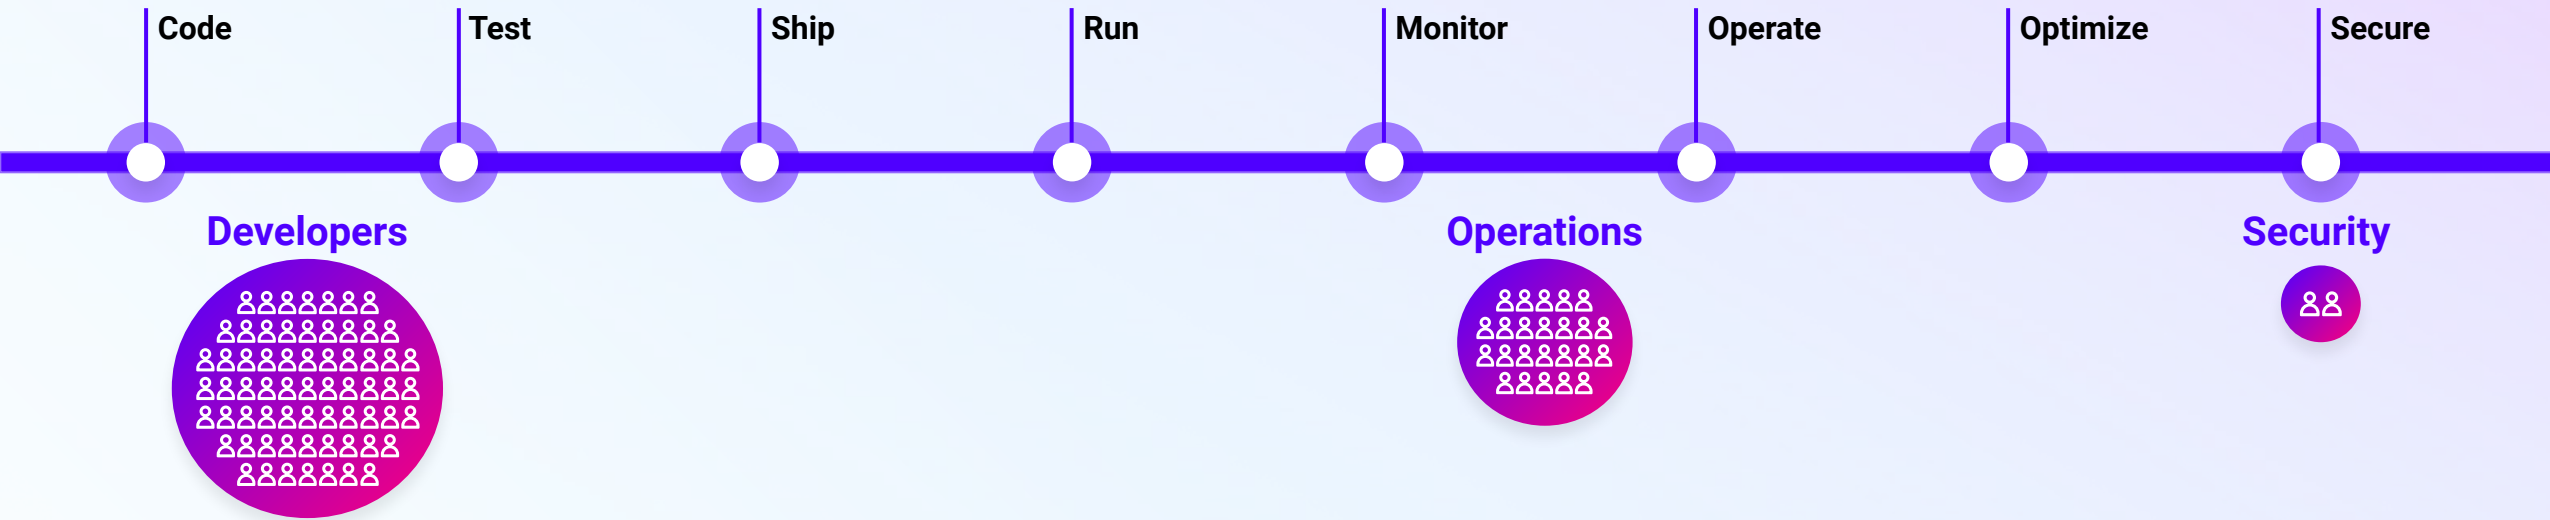 Code
Test
Ship
Run
Monitor
Operate
Optimize
Secure
Developers
Operations
Security